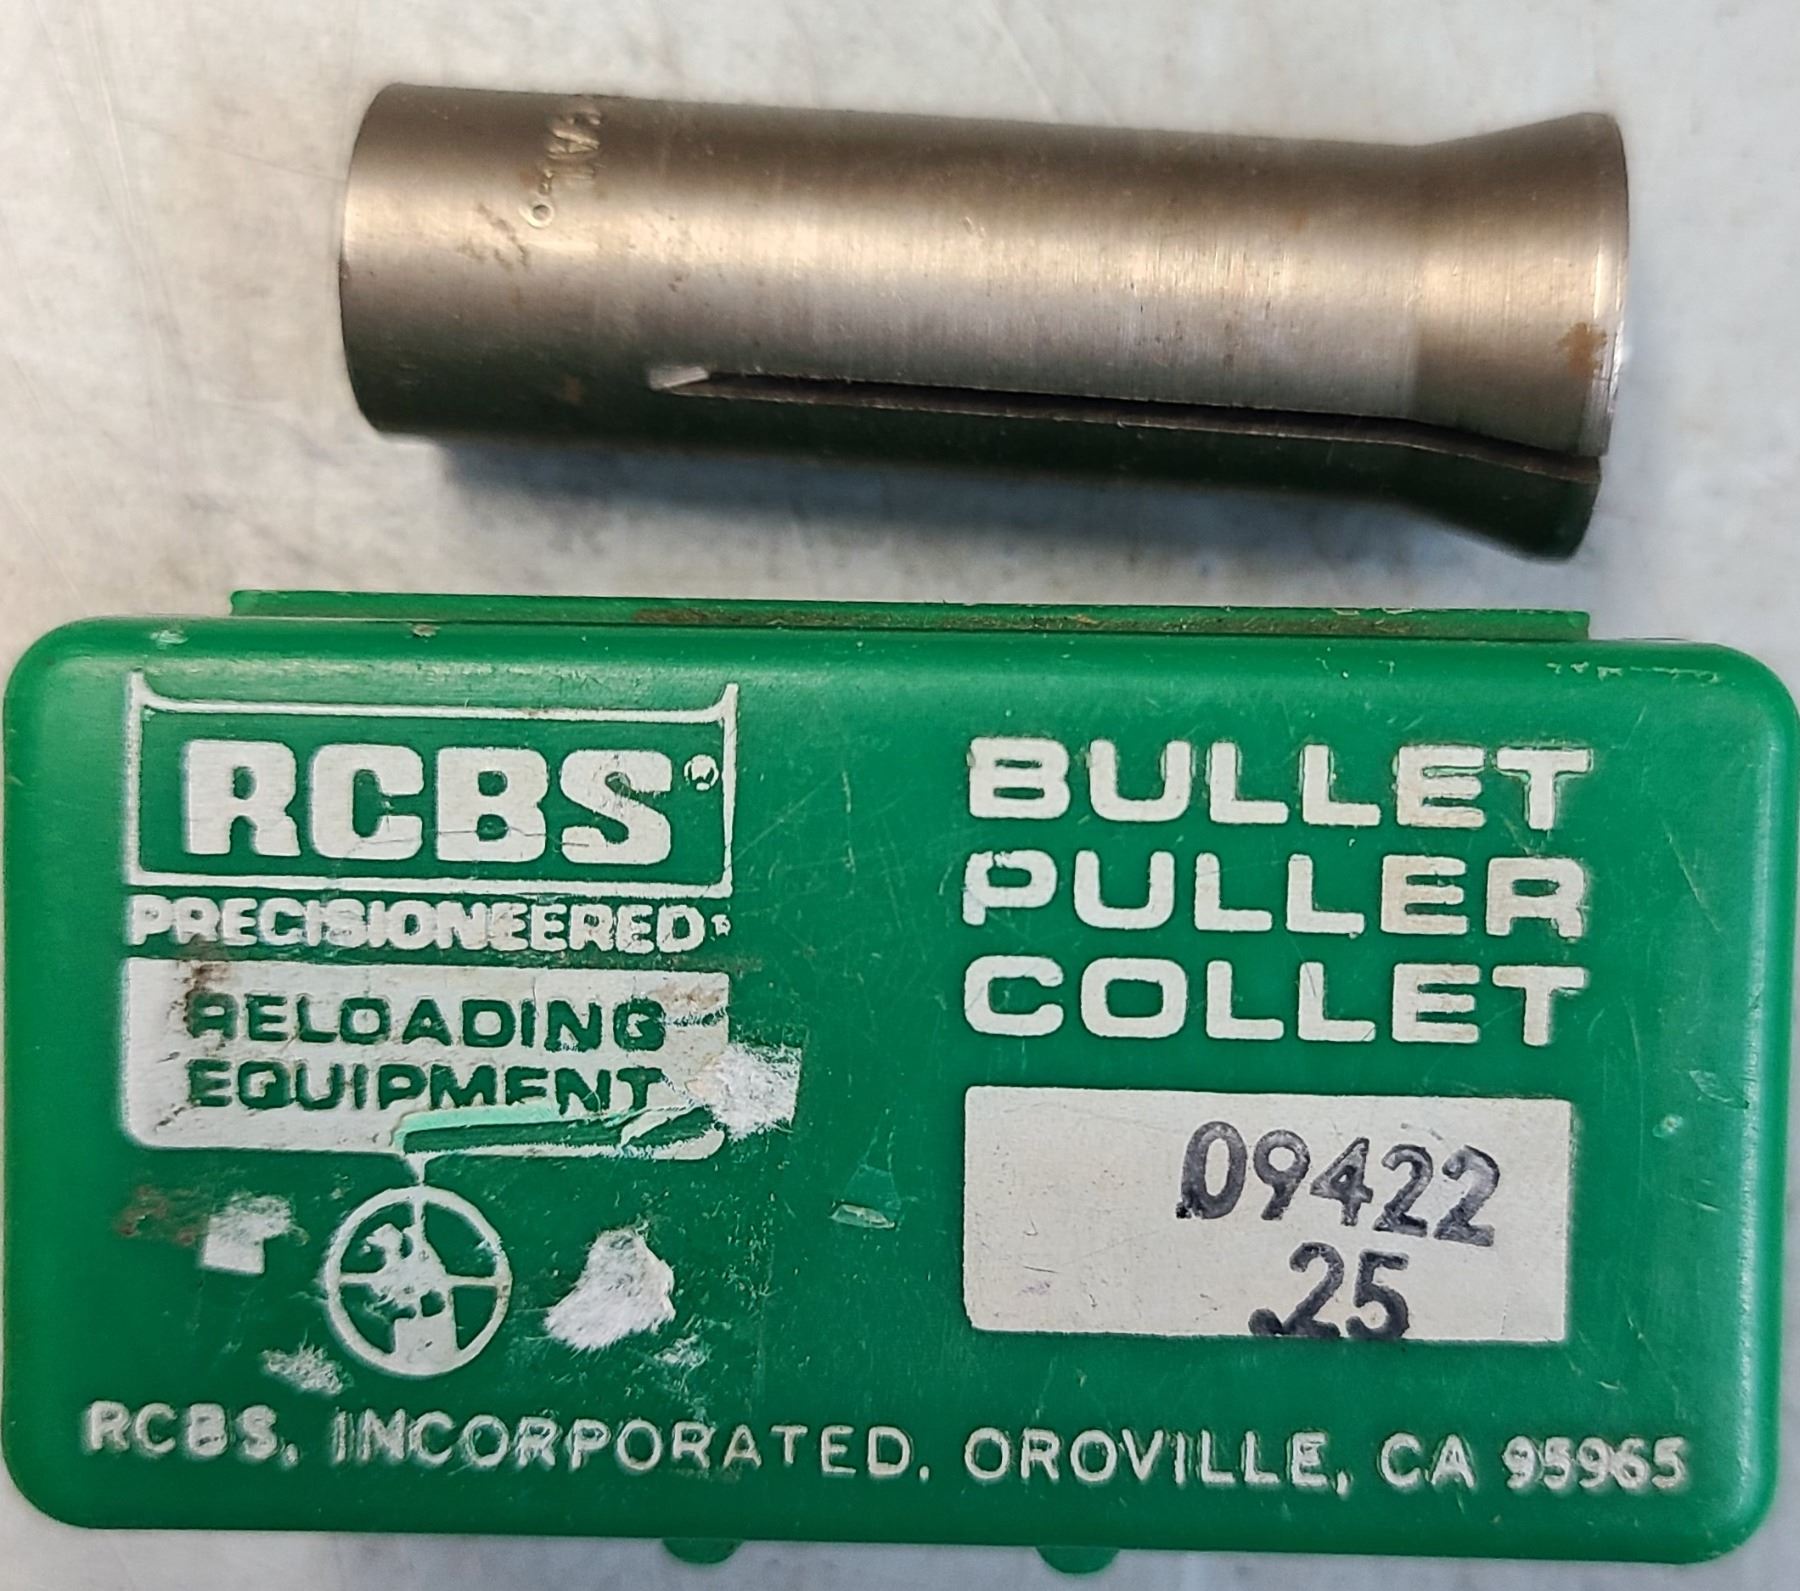 RCBS®
PRECISIONEERED
RELOADING
EQUIPMENT
BULLET
PULLER
COLLET
09422
.25
RCBS, INCORPORATED, OROVILLE, CA 95965